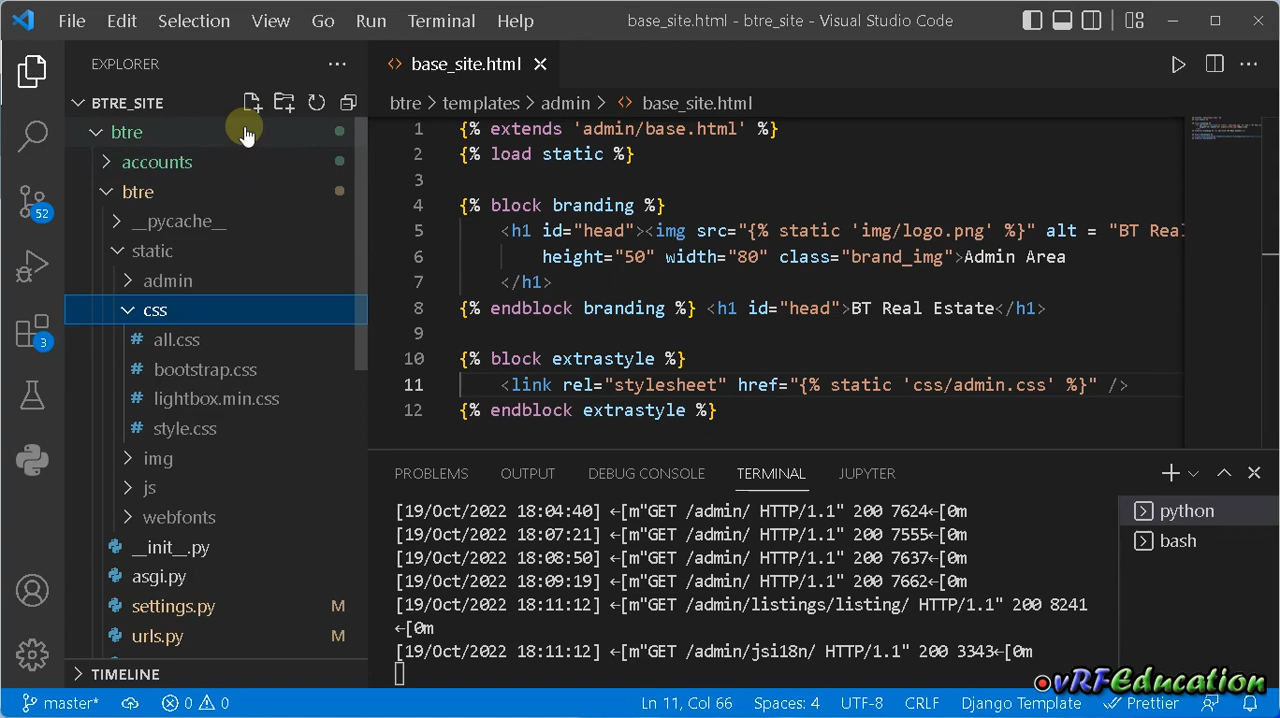 File Edit Selection View Go Run Terminal Help base_site.html - btre_site - Visual Studio Code
EXPLORER
BTRE_SITE
btre
accounts
btre
__pycache__
static
admin
css
all.css
bootstrap.css
lightbox.min.css
style.css
img
js
webfonts
__init__.py
asgi.py
settings.py M
urls.py M
TIMELINE
52
3
base_site.html
btre > templates > admin > base_site.html
1 {% extends 'admin/base.html' %}
2 {% load static %}
3
4 {% block branding %}
5 <h1 id="head"><img src="{% static 'img/logo.png' %}" alt = "BT Real
6 height="50" width="80" class="brand_img">Admin Area
7 </h1>
8 {% endblock branding %} <h1 id="head">BT Real Estate</h1>
9
10 {% block extrastyle %}
11 <link rel="stylesheet" href="{% static 'css/admin.css' %}" />
12 {% endblock extrastyle %}
PROBLEMS OUTPUT DEBUG CONSOLE TERMINAL JUPYTER
[19/Oct/2022 18:04:40] ←[m"GET /admin/ HTTP/1.1" 200 7624←[0m
[19/Oct/2022 18:07:21] ←[m"GET /admin/ HTTP/1.1" 200 7555←[0m
[19/Oct/2022 18:08:50] ←[m"GET /admin/ HTTP/1.1" 200 7637←[0m
[19/Oct/2022 18:09:19] ←[m"GET /admin/ HTTP/1.1" 200 7662←[0m
[19/Oct/2022 18:11:12] ←[m"GET /admin/listings/listing/ HTTP/1.1" 200 8241
←[0m
[19/Oct/2022 18:11:12] ←[m"GET /admin/jsi18n/ HTTP/1.1" 200 3343←[0m
python
bash
vRFEducation
master* 0 0 Ln 11, Col 66 Spaces: 4 UTF-8 CRLF Django Template Prettier